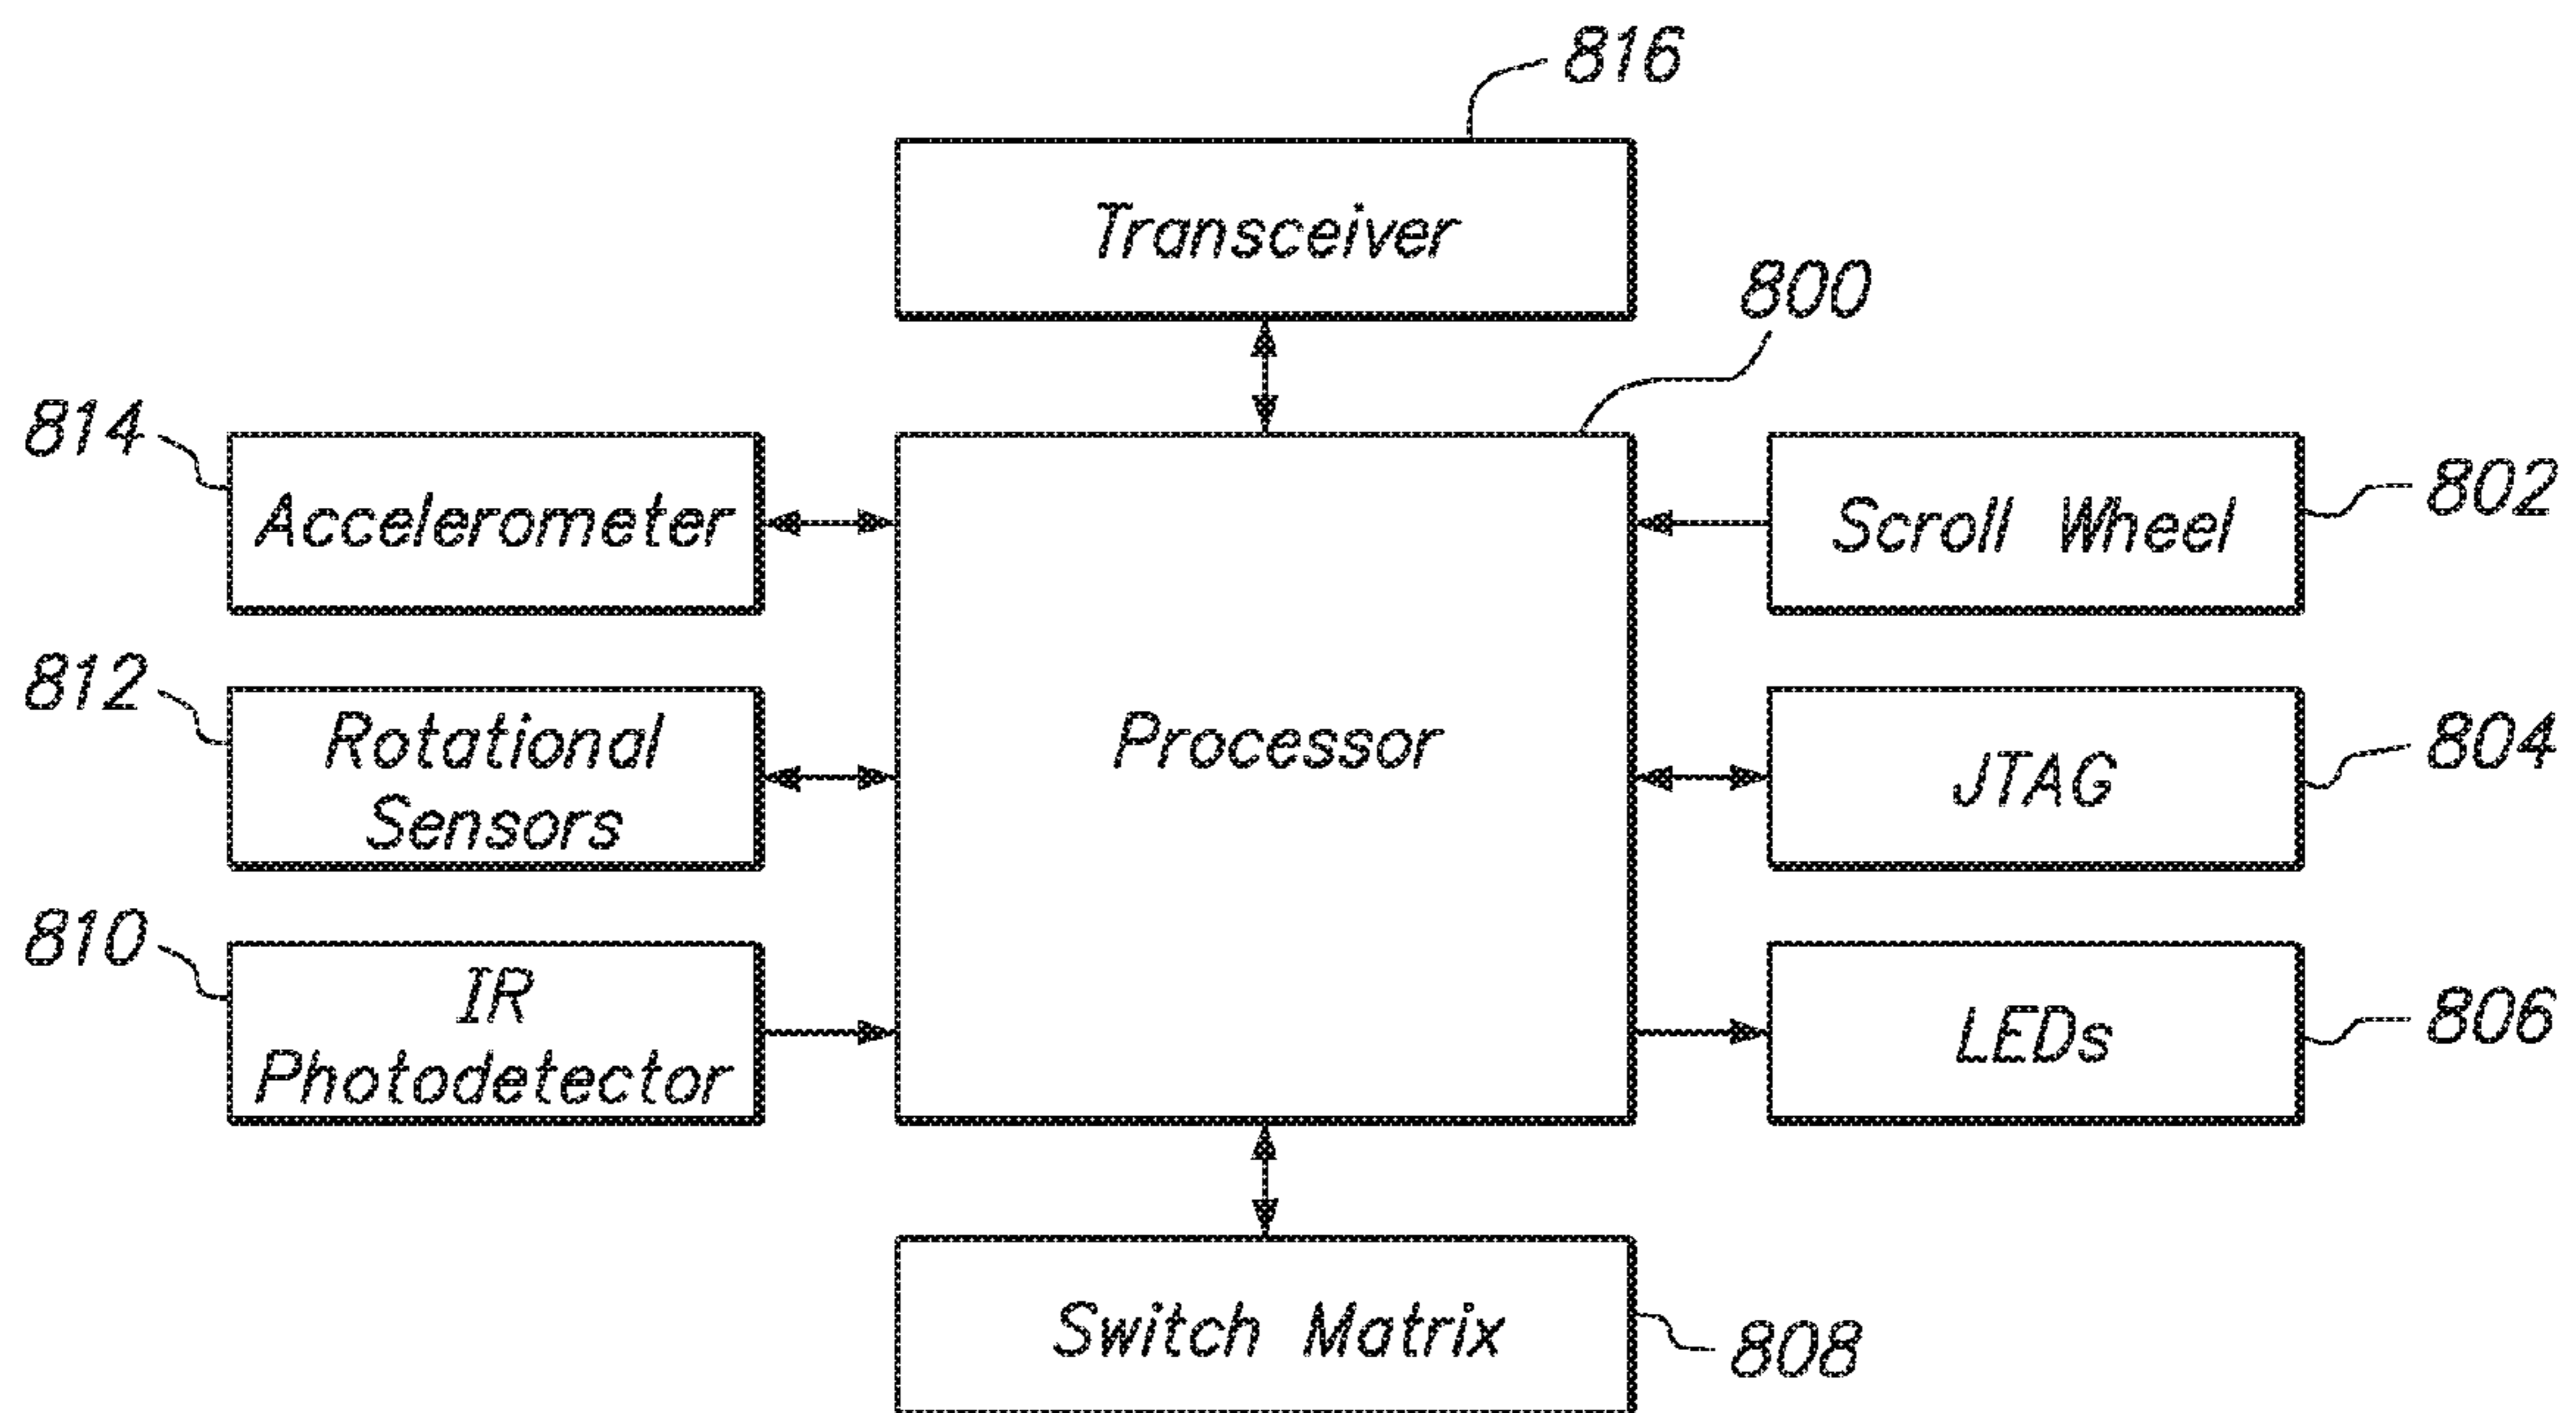 816
Transceiver
800
814
Accelerometer
Scroll Wheel
802
812
Rotational
Sensors
Processor
JTAG
804
810
IR
Photodetector
LEDs
806
Switch Matrix
808